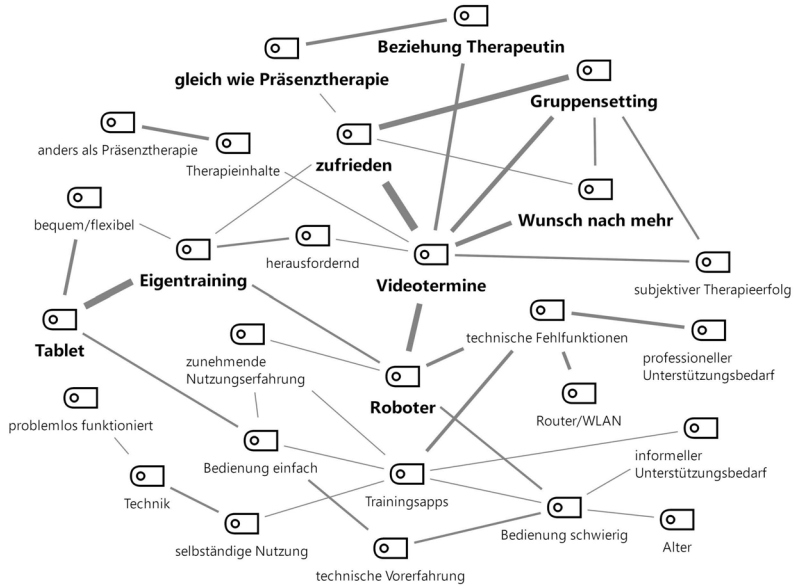 Beziehung Therapeutin
gleich wie Präsenztherapie
Gruppensetting
anders als Präsenztherapie
Therapieinhalte
zufrieden
bequem/flexibel
Wunsch nach mehr
herausfordernd
Eigentraining
Videotermine
subjektiver Therapieerfolg
Tablet
zunehmende
Nutzungserfahrung
technische Fehlfunktionen
professioneller
Unterstützungsbedarf
Roboter
problemlos funktioniert
Router/WLAN
Bedienung einfach
informeller
Unterstützungsbedarf
Technik
Trainingsapps
selbständige Nutzung
Bedienung schwierig
Alter
technische Vorerfahrung